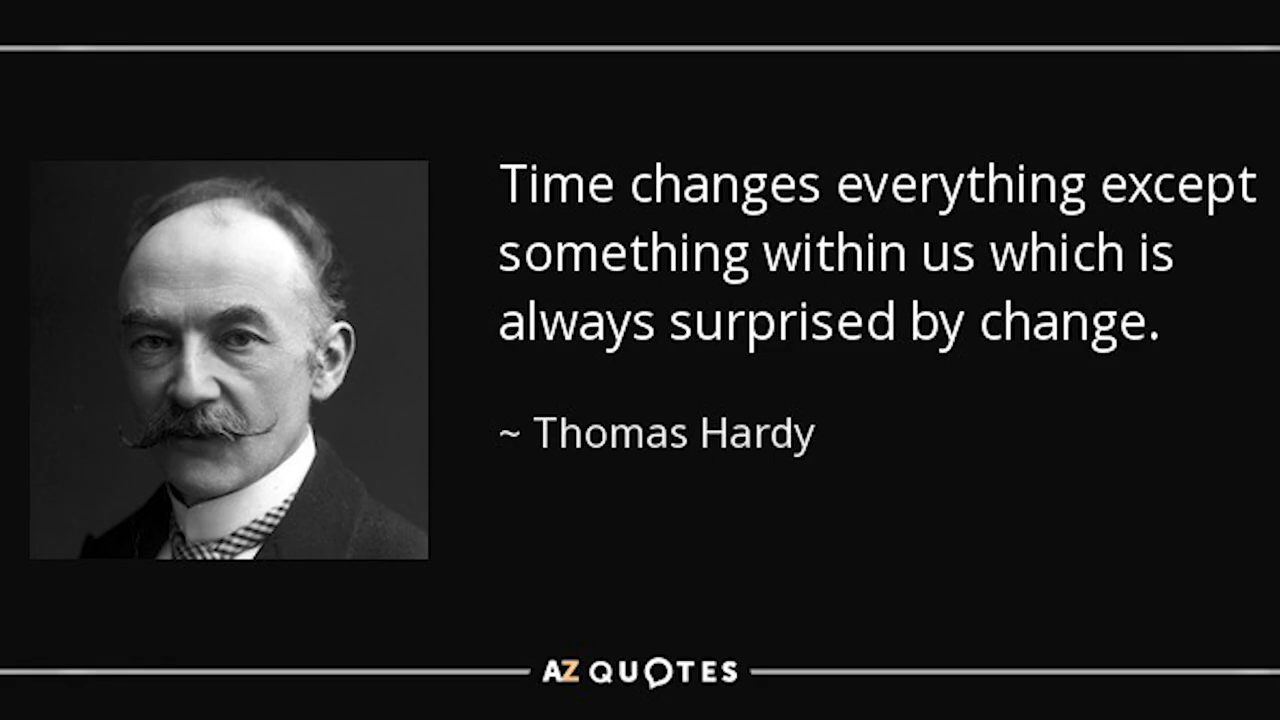 Time changes everything except
something within us which is
always surprised by change.
~ Thomas Hardy
AZ QUOTES